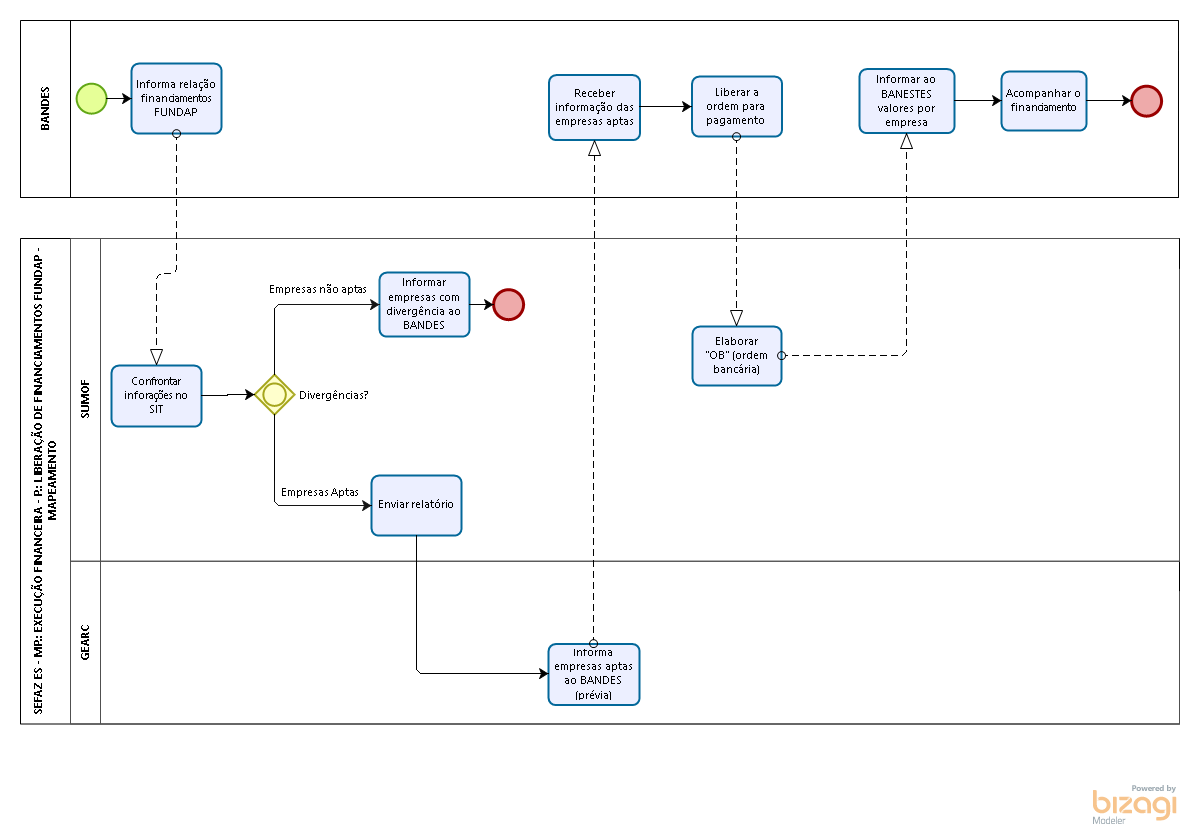 BANDES
Informa relação
financiamentos
FUNDAP
Receber
informação das
empresas aptas
Liberar a
ordem para
pagamento
Informar ao
BANESTES
valores por
empresa
Acompanhar o
financiamento
SEFAZ ES - MP.: EXECUÇÃO FINANCEIRA - P.: LIBERAÇÃO DE FINANCIAMENTOS FUNDAP -
MAPEAMENTO
SUMOF
Confrontar
inforações no
SIT
Divergências?
Empresas não aptas
Informar
empresas com
divergência ao
BANDES
Empresas Aptas
Enviar relatório
Elaborar
"OB" (ordem
bancária)
GEARC
Informa
empresas aptas
ao BANDES
(prévia)
Powered by
bizagi
Modeler